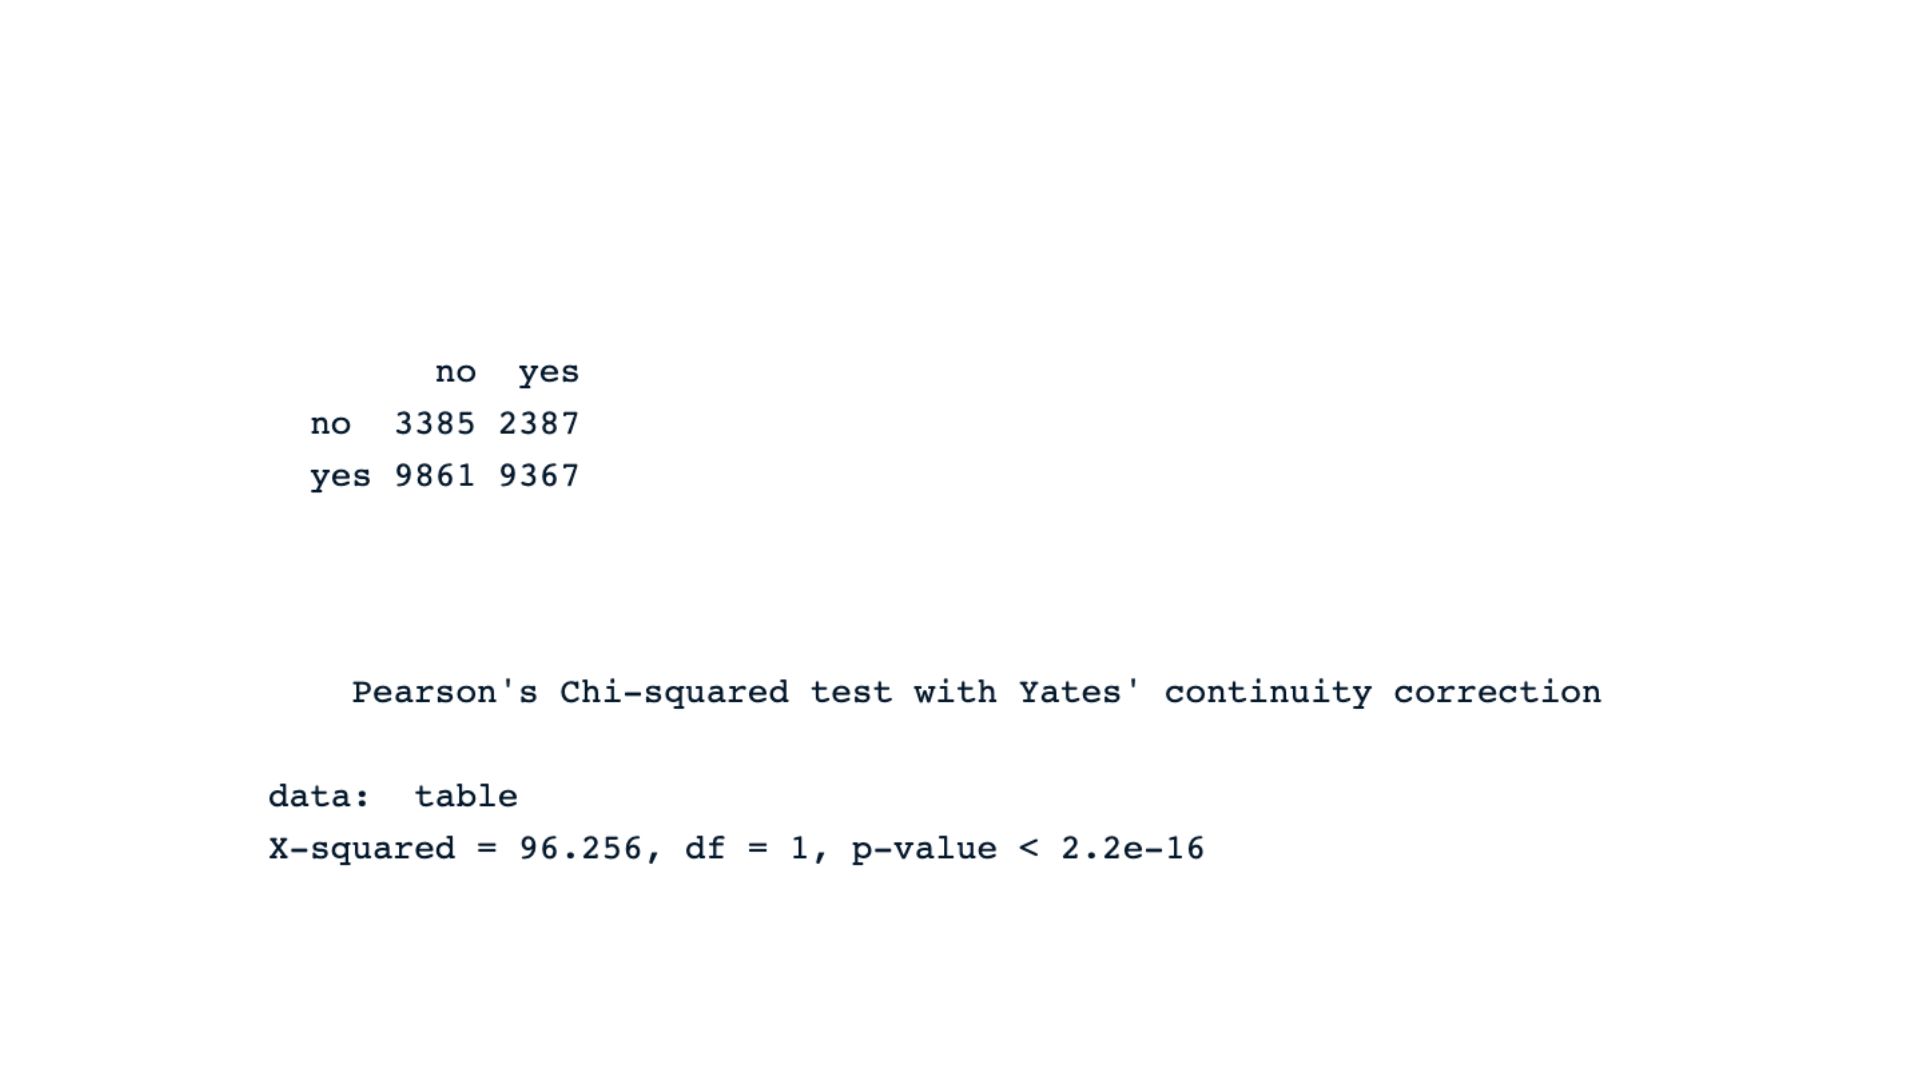 no yes
no 3385 2387
yes 9861 9367
Pearson's Chi-squared test with Yates' continuity correction
data: table
X-squared = 96.256, df = 1, p-value < 2.2e-16